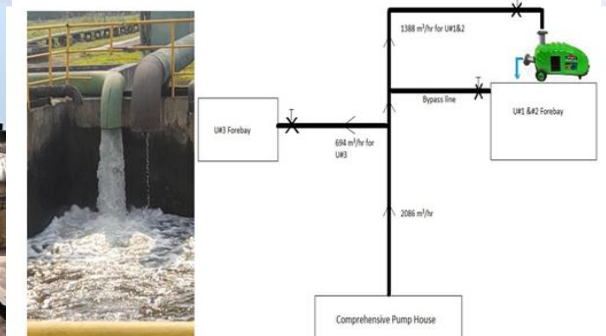 1388 m³/hr for U#1&2
Bypass line
U#1 &#2 Forebay
U#3 Forebay
694 m³/hr for
U#3
2086 m³/hr
Comprehensive Pump House